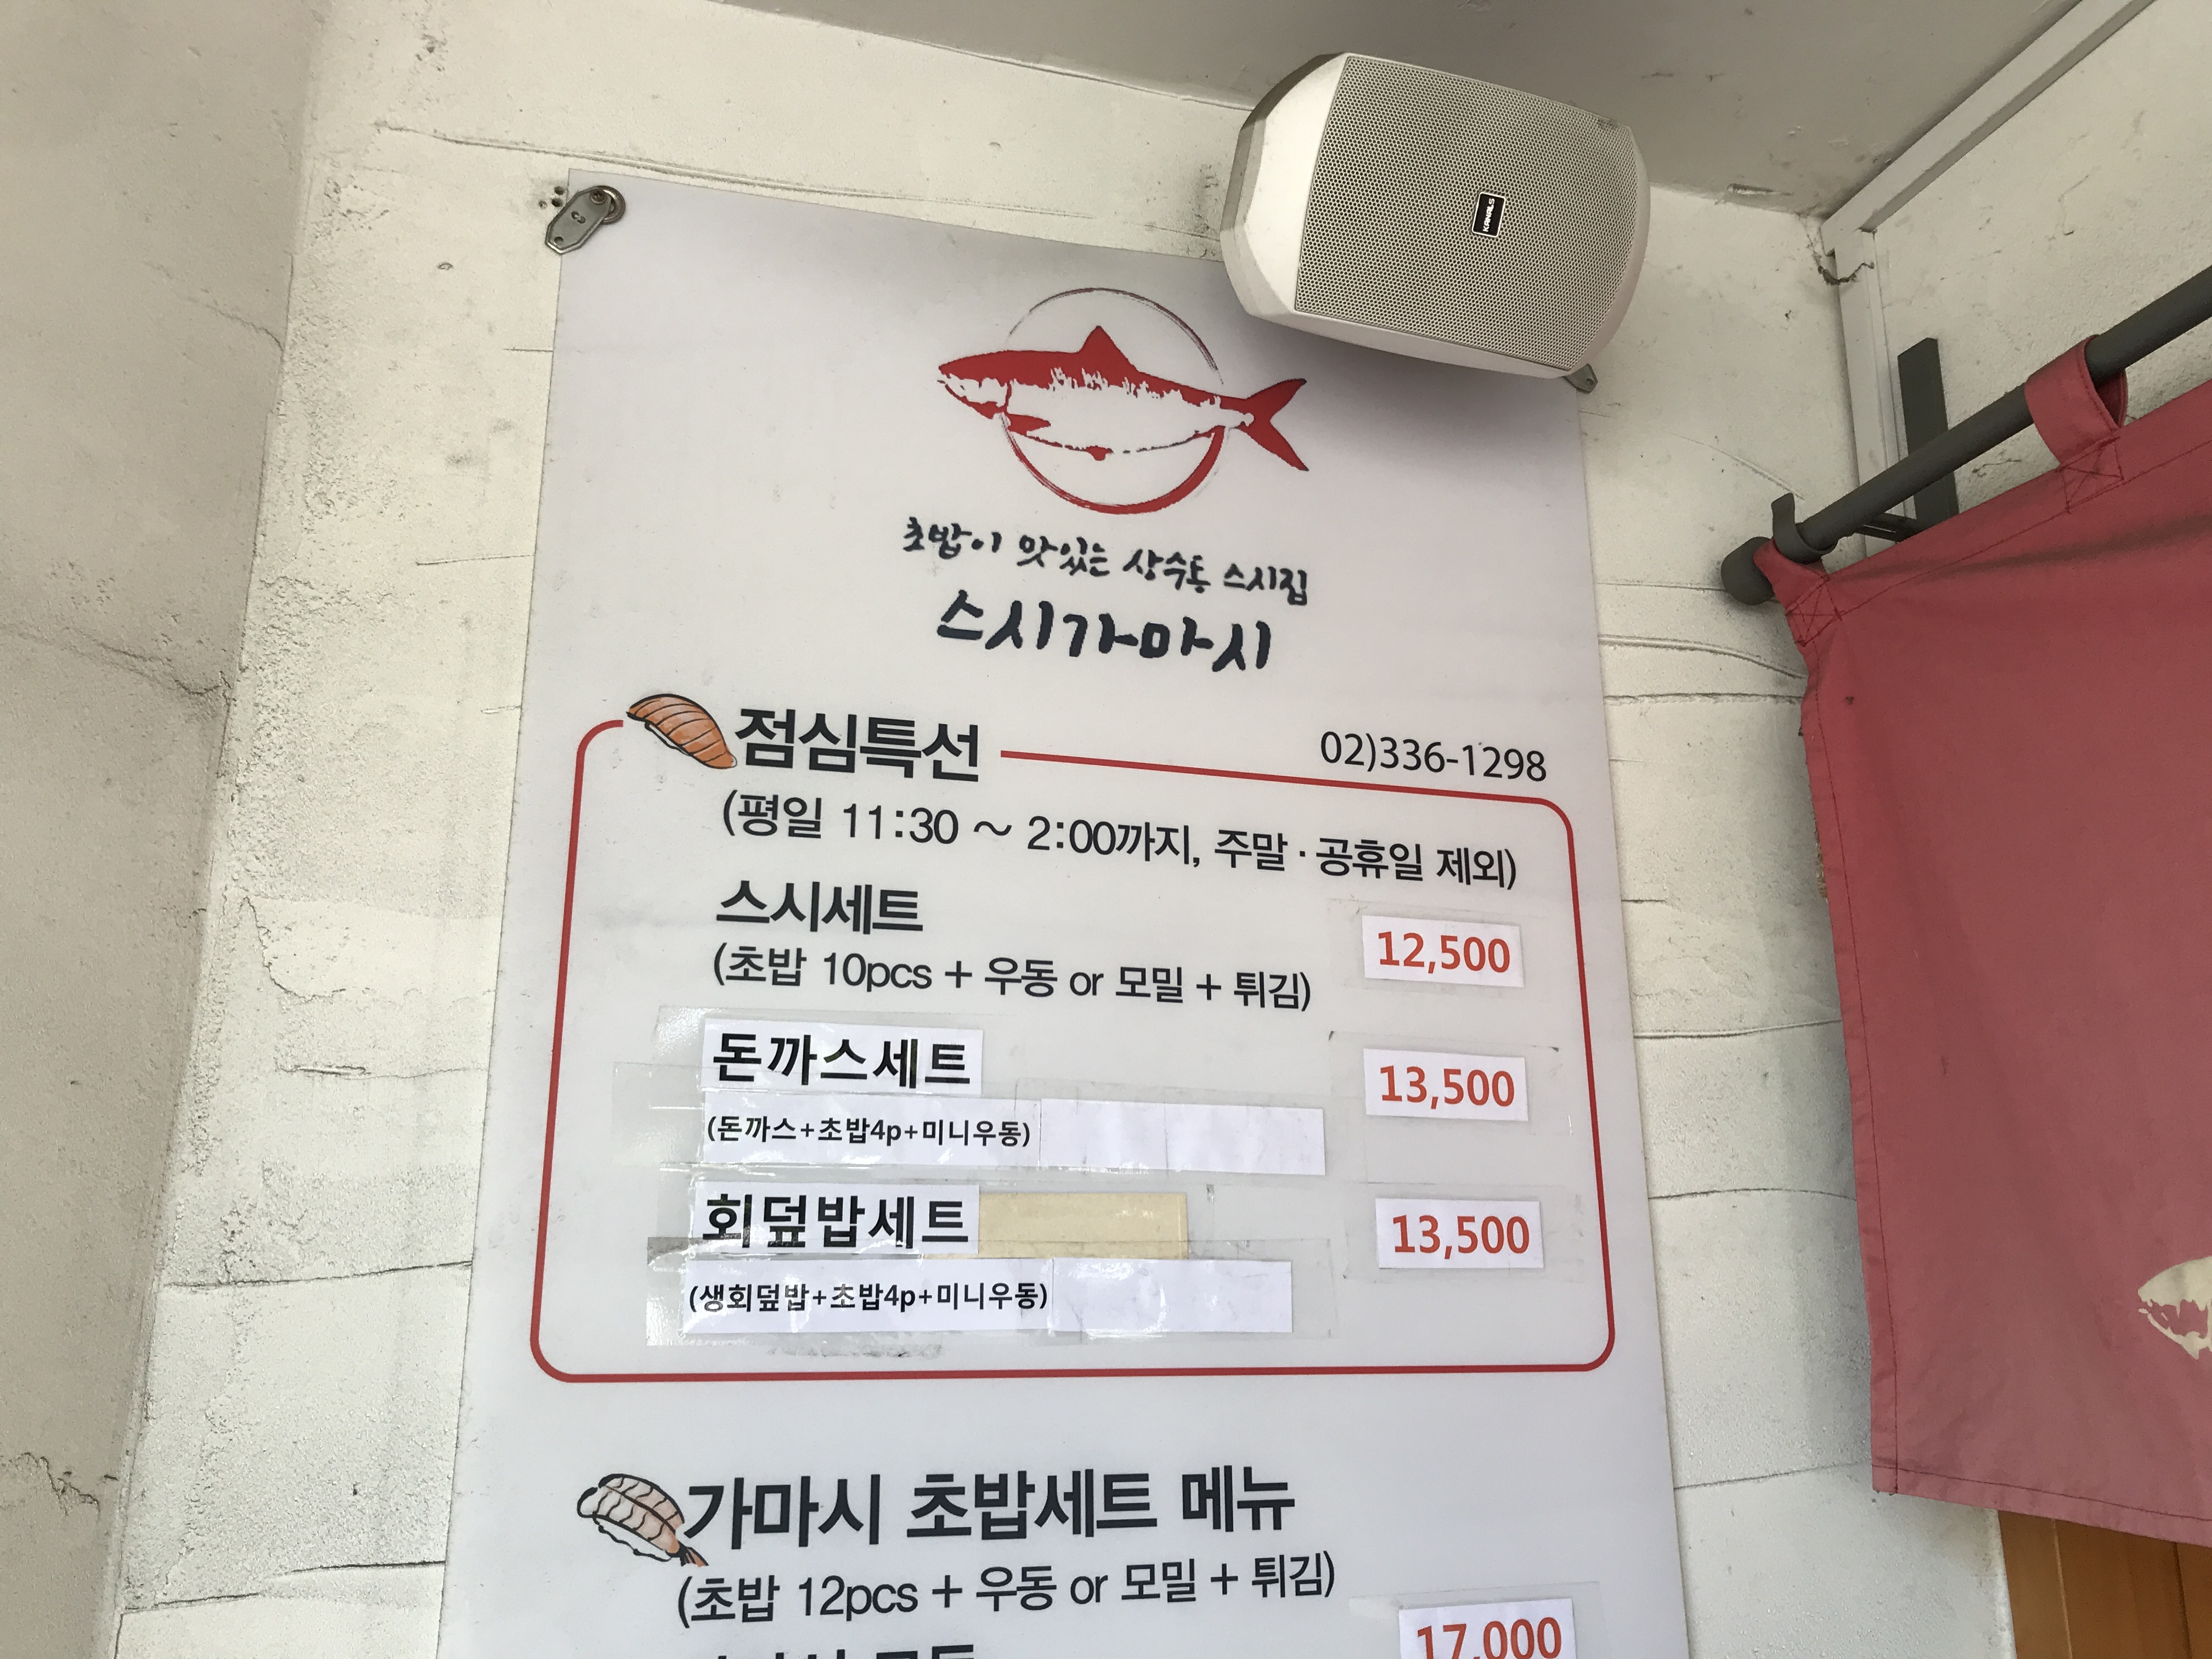 KANALS
초밥이 맛있는 상수동 스시집
스시가마시
점심특선
02)336-1298
(평일 11:30 ~ 2:00까지, 주말·공휴일 제외)
스시세트
12,500
(초밥 10pcs + 우동 or 모밀 + 튀김)
돈까스세트
13,500
(돈까스+초밥4p+미니우동)
회덮밥세트
13,500
(생회덮밥+초밥4p+미니우동)
가마시 초밥세트 메뉴
(초밥 12pcs + 우동 or 모밀 + 튀김)
17,000